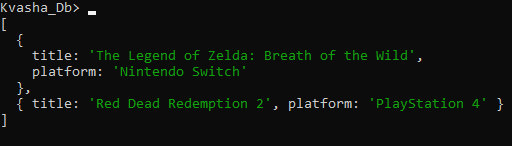 Kvasha_Db>
[
  {
    title: 'The Legend of Zelda: Breath of the Wild',
    platform: 'Nintendo Switch'
  },
  { title: 'Red Dead Redemption 2', platform: 'PlayStation 4' }
]